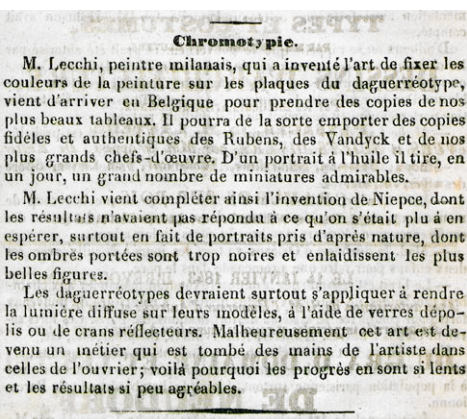 Chromotypie.
M. Lecchi, peintre milanais, qui a inventé l'art de fixer les
couleurs de la peinture sur les plaques du daguerréotype,
vient d'arriver en Belgique pour prendre des copies de nos
plus beaux tableaux. Il pourra de la sorte emporter des copies
fidèles et authentiques des Rubens, des Vandyck et de nos
plus grands chefs-d'œuvre. D'un portrait à l'huile il tire, en
un jour, un grand nombre de miniatures admirables.
M. Lecchi vient compléter ainsi l'invention de Niepce, dont
les résultats n'avaient pas répondu à ce qu'on s'était plu à en
espérer, surtout en fait de portraits pris d'après nature, dont
les ombres portées sont trop noires et enlaidissent les plus
belles figures.
Les daguerréotypes devraient surtout s'appliquer à rendre
la lumière diffuse sur leurs modèles, à l'aide de verres dépo-
lis ou de crans réflecteurs. Malheureusement cet art est de-
venu un métier qui est tombé des mains de l'artiste dans
celles de l'ouvrier; voilà pourquoi les progrès en sont si lents
et les résultats si peu agréables.